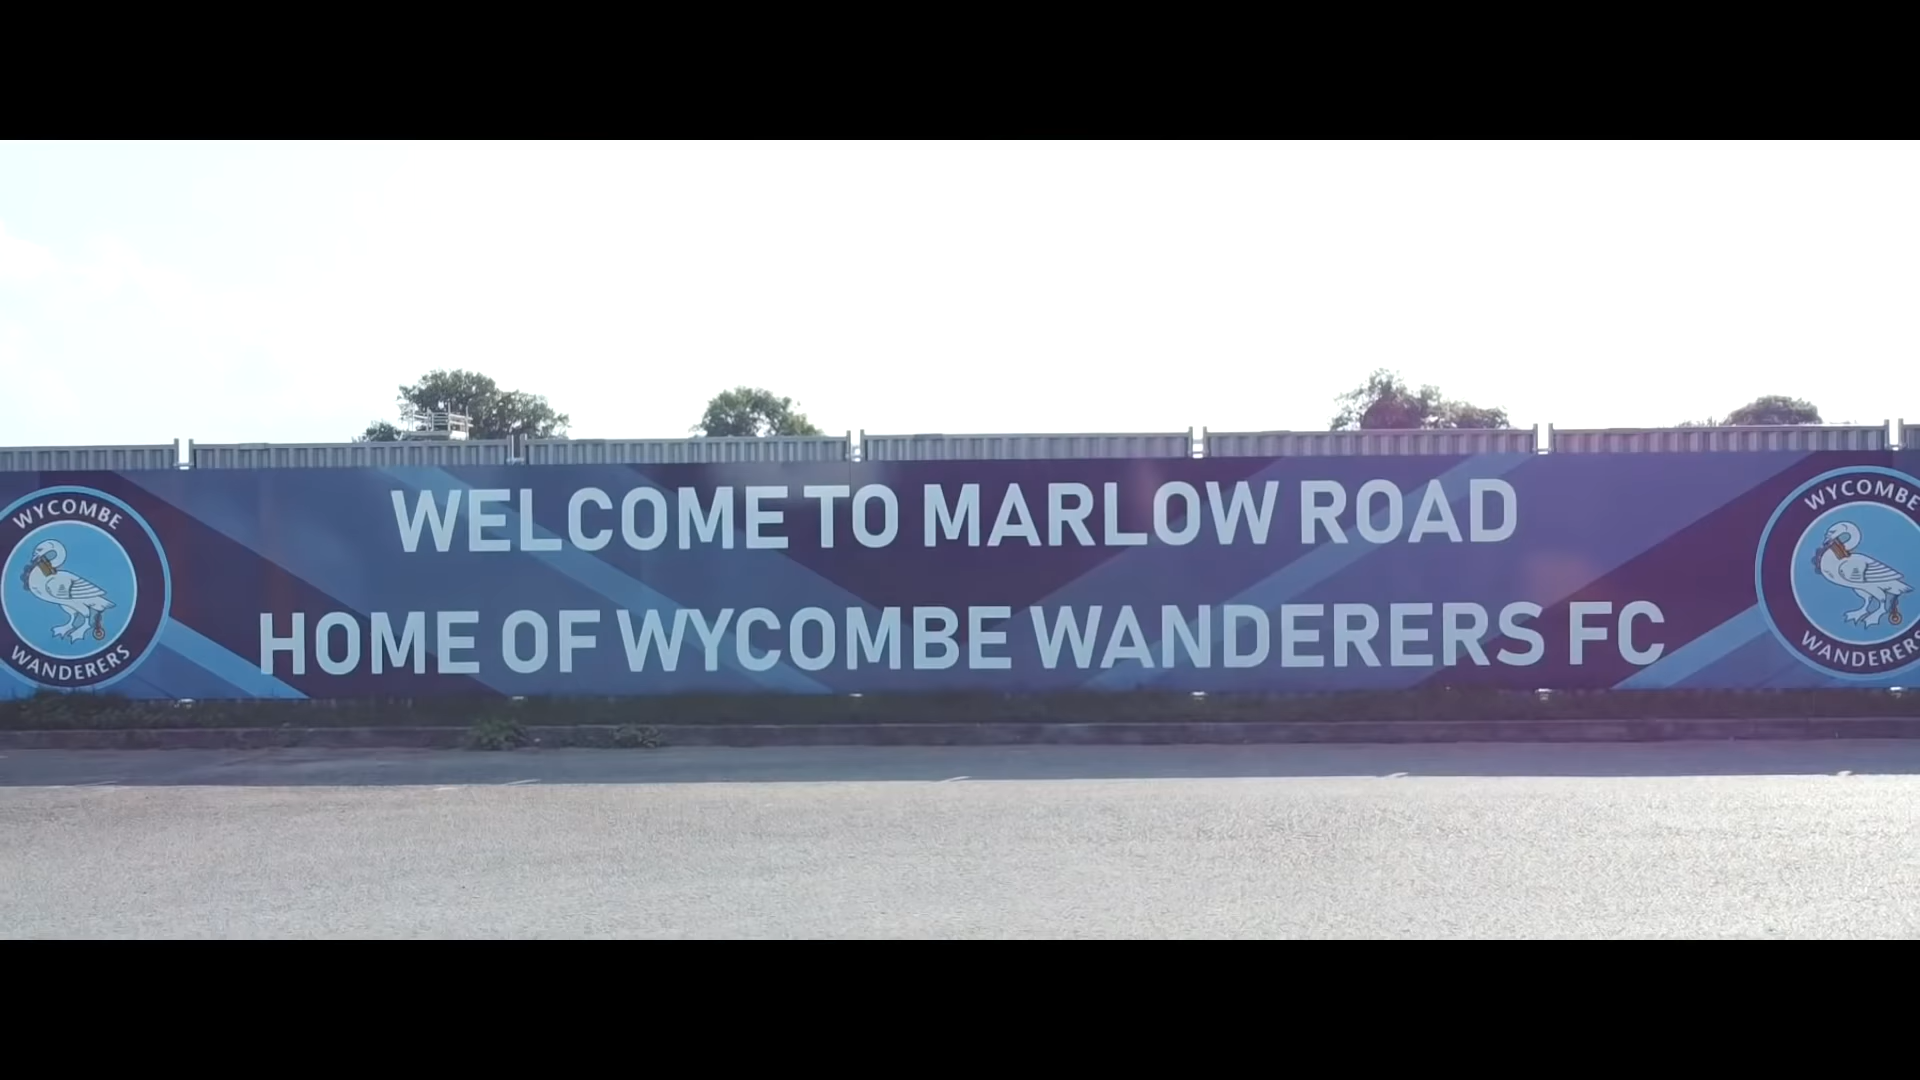 WELCOME TO MARLOW ROAD
HOME OF WYCOMBE WANDERERS FC
WYCOMBE
WANDERERS
WYCOMBE
WANDERERS